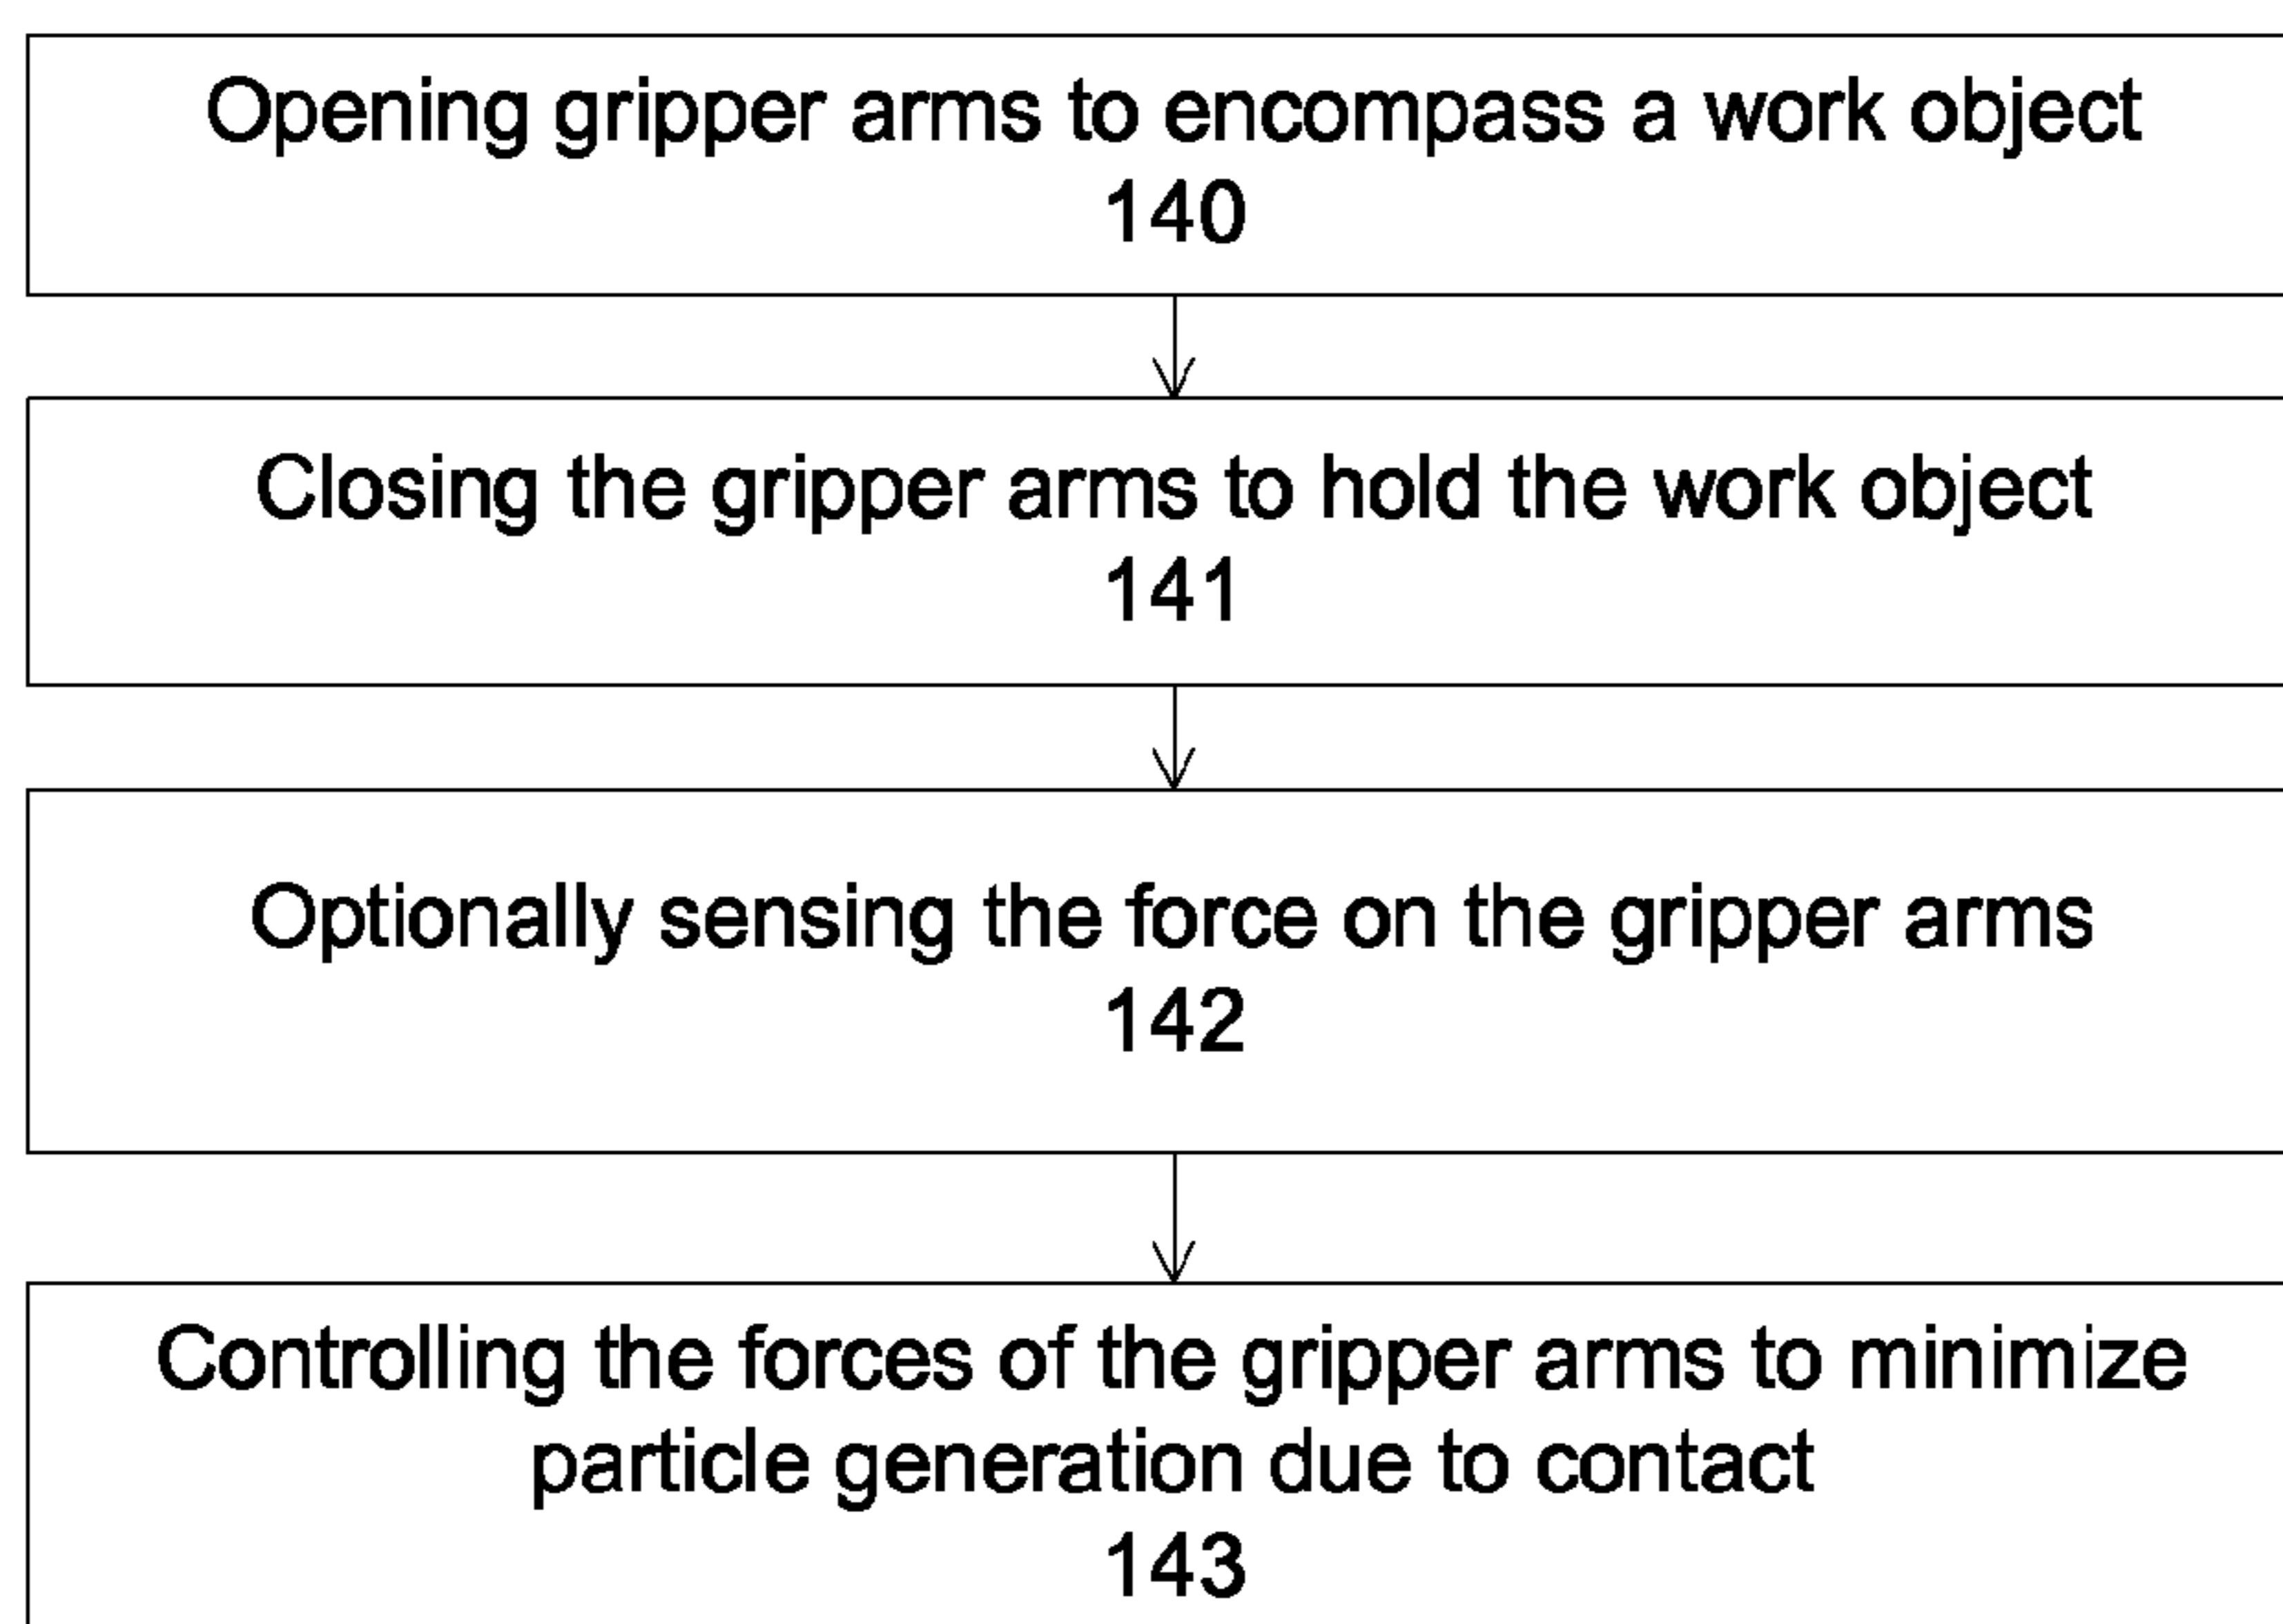 Opening gripper arms to encompass a work object
140
Closing the gripper arms to hold the work object
141
Optionally sensing the force on the gripper arms
142
Controlling the forces of the gripper arms to minimize
particle generation due to contact
143